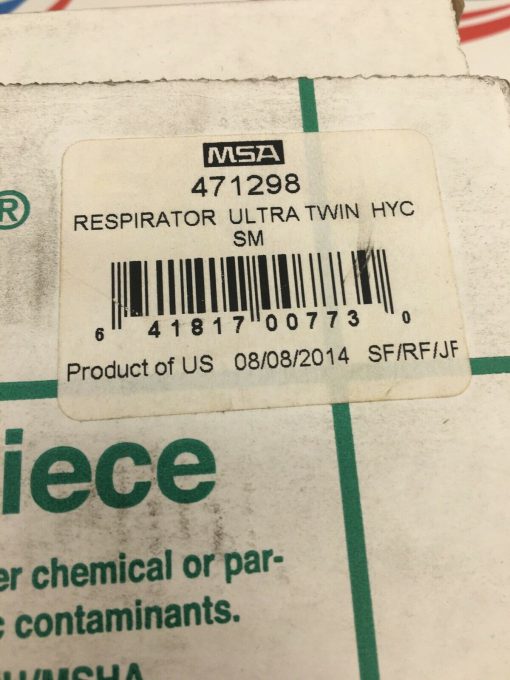 MSA
471298
®
RESPIRATOR ULTRA TWIN HYC
SM
6 41817 00773 0
Product of US 08/08/2014 SF/RF/JF
iece
er chemical or par-
c contaminants.